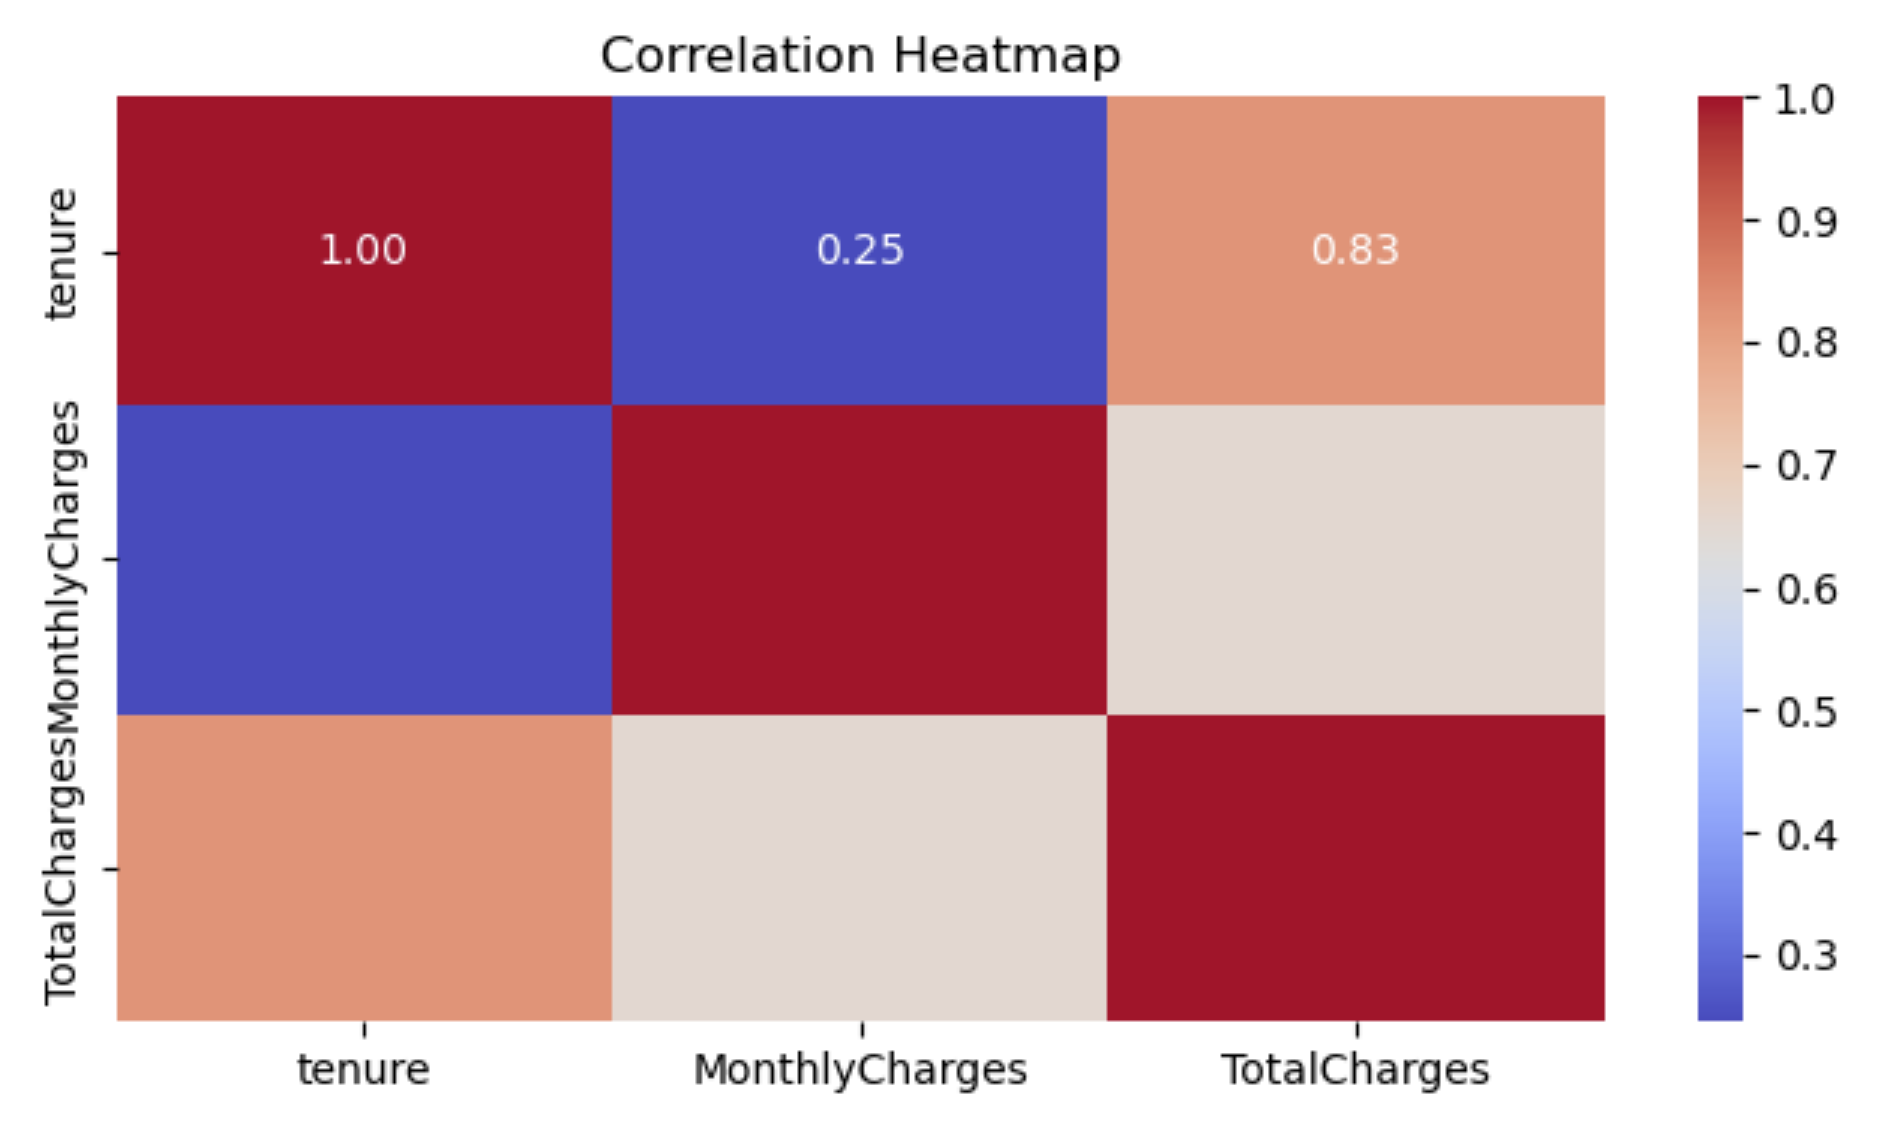 Correlation Heatmap
tenure
MonthlyCharges
TotalCharges
1.00 0.25 0.83
tenure MonthlyCharges TotalCharges
1.0
0.9
0.8
0.7
0.6
0.5
0.4
0.3